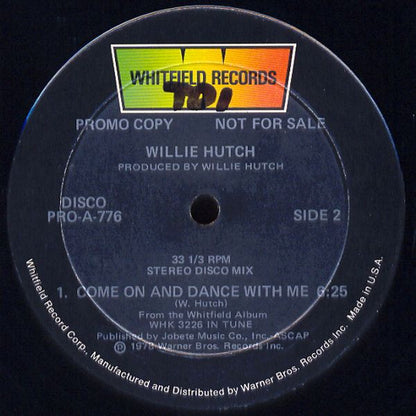 WHITFIELD RECORDS
TDI
PROMO COPY NOT FOR SALE
WILLIE HUTCH
PRODUCED BY WILLIE HUTCH
DISCO
PRO-A-776 SIDE 2
33 1/3 RPM
STEREO DISCO MIX
1. COME ON AND DANCE WITH ME 6:25
(W. Hutch)
From the Whitfield Album
WHK 3226 IN TUNE
Published by Jobete Music Co., Inc. ASCAP
℗ 1978 Warner Bros. Records Inc.
Whitfield Record Corp., Manufactured and Distributed by Warner Bros. Records Inc. Made in U.S.A.